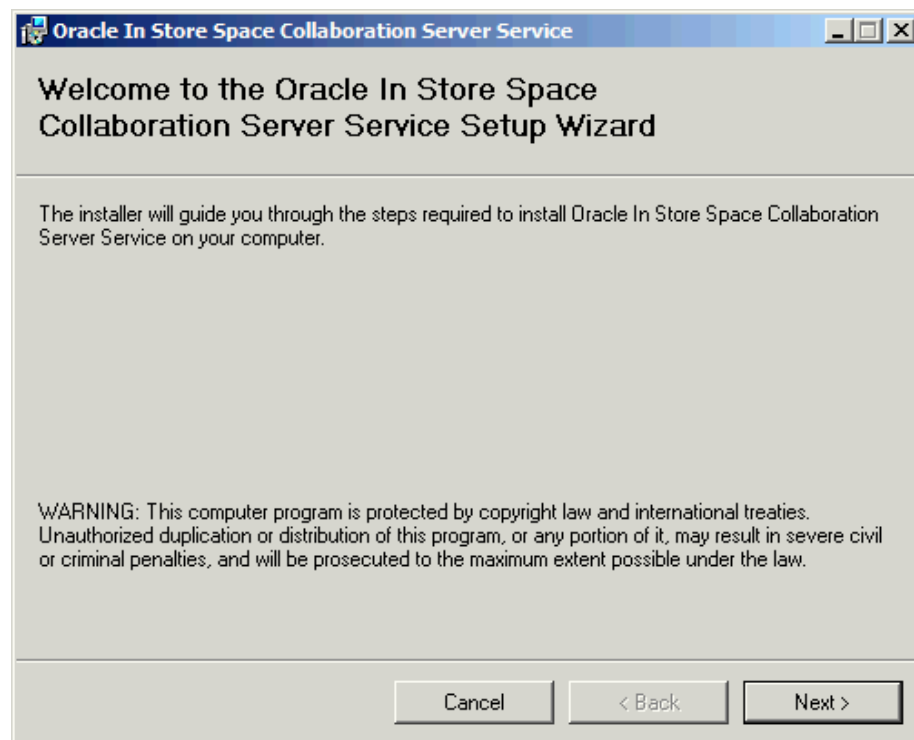 Oracle In Store Space Collaboration Server Service
Welcome to the Oracle In Store Space
Collaboration Server Service Setup Wizard
The installer will guide you through the steps required to install Oracle In Store Space Collaboration
Server Service on your computer.
WARNING: This computer program is protected by copyright law and international treaties.
Unauthorized duplication or distribution of this program, or any portion of it, may result in severe civil
or criminal penalties, and will be prosecuted to the maximum extent possible under the law.
Cancel
< Back
Next >